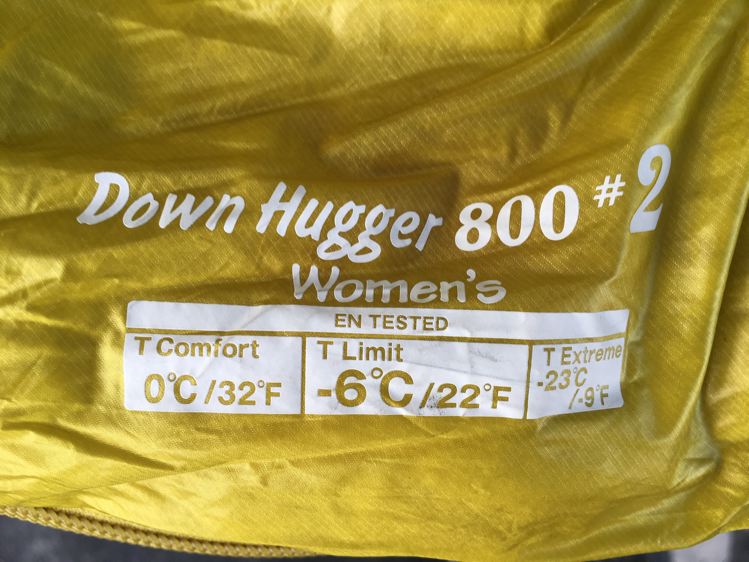 Down Hugger 800 #2
Women's
EN TESTED
T Comfort
0°C/32°F
T Limit
-6°C/22°F
T Extreme
-23°C
/-9°F